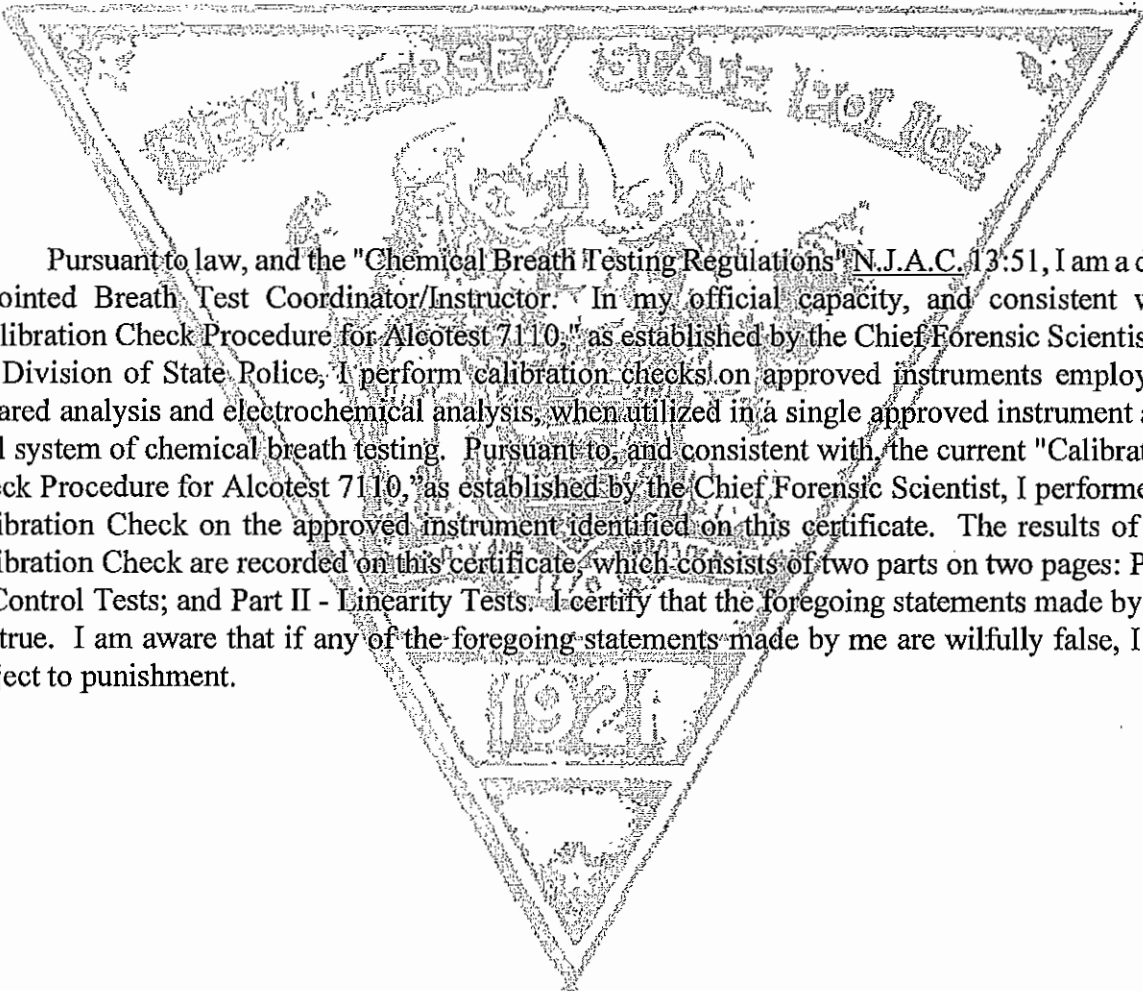 NEW JERSEY STATE POLICE
Pursuant to law, and the "Chemical Breath Testing Regulations" N.J.A.C. 13:51, I am a
ointed Breath Test Coordinator/Instructor. In my official capacity, and consistent
libration Check Procedure for Alcotest 7110," as established by the Chief Forensic Scientis
Division of State Police, I perform calibration checks on approved instruments employ
ared analysis and electrochemical analysis, when utilized in a single approved instrument
l system of chemical breath testing. Pursuant to, and consistent with, the current "Calibrat
eck Procedure for Alcotest 7110," as established by the Chief Forensic Scientist, I performe
ibration Check on the approved instrument identified on this certificate. The results of
libration Check are recorded on this certificate, which consists of two parts on two pages: P
Control Tests; and Part II - Linearity Tests. I certify that the foregoing statements made by
true. I am aware that if any of the foregoing statements made by me are wilfully false, I
ject to punishment.
1921